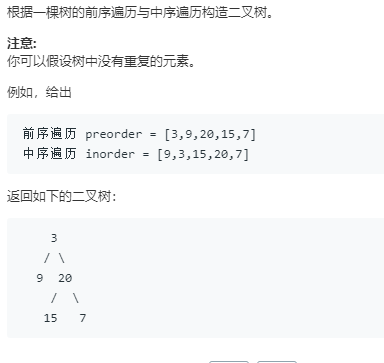 根据一棵树的前序遍历与中序遍历构造二叉树。
注意:
你可以假设树中没有重复的元素。
例如，给出
前序遍历 preorder = [3,9,20,15,7]
中序遍历 inorder = [9,3,15,20,7]
返回如下的二叉树：
3
/ \
9 20
/ \
15 7